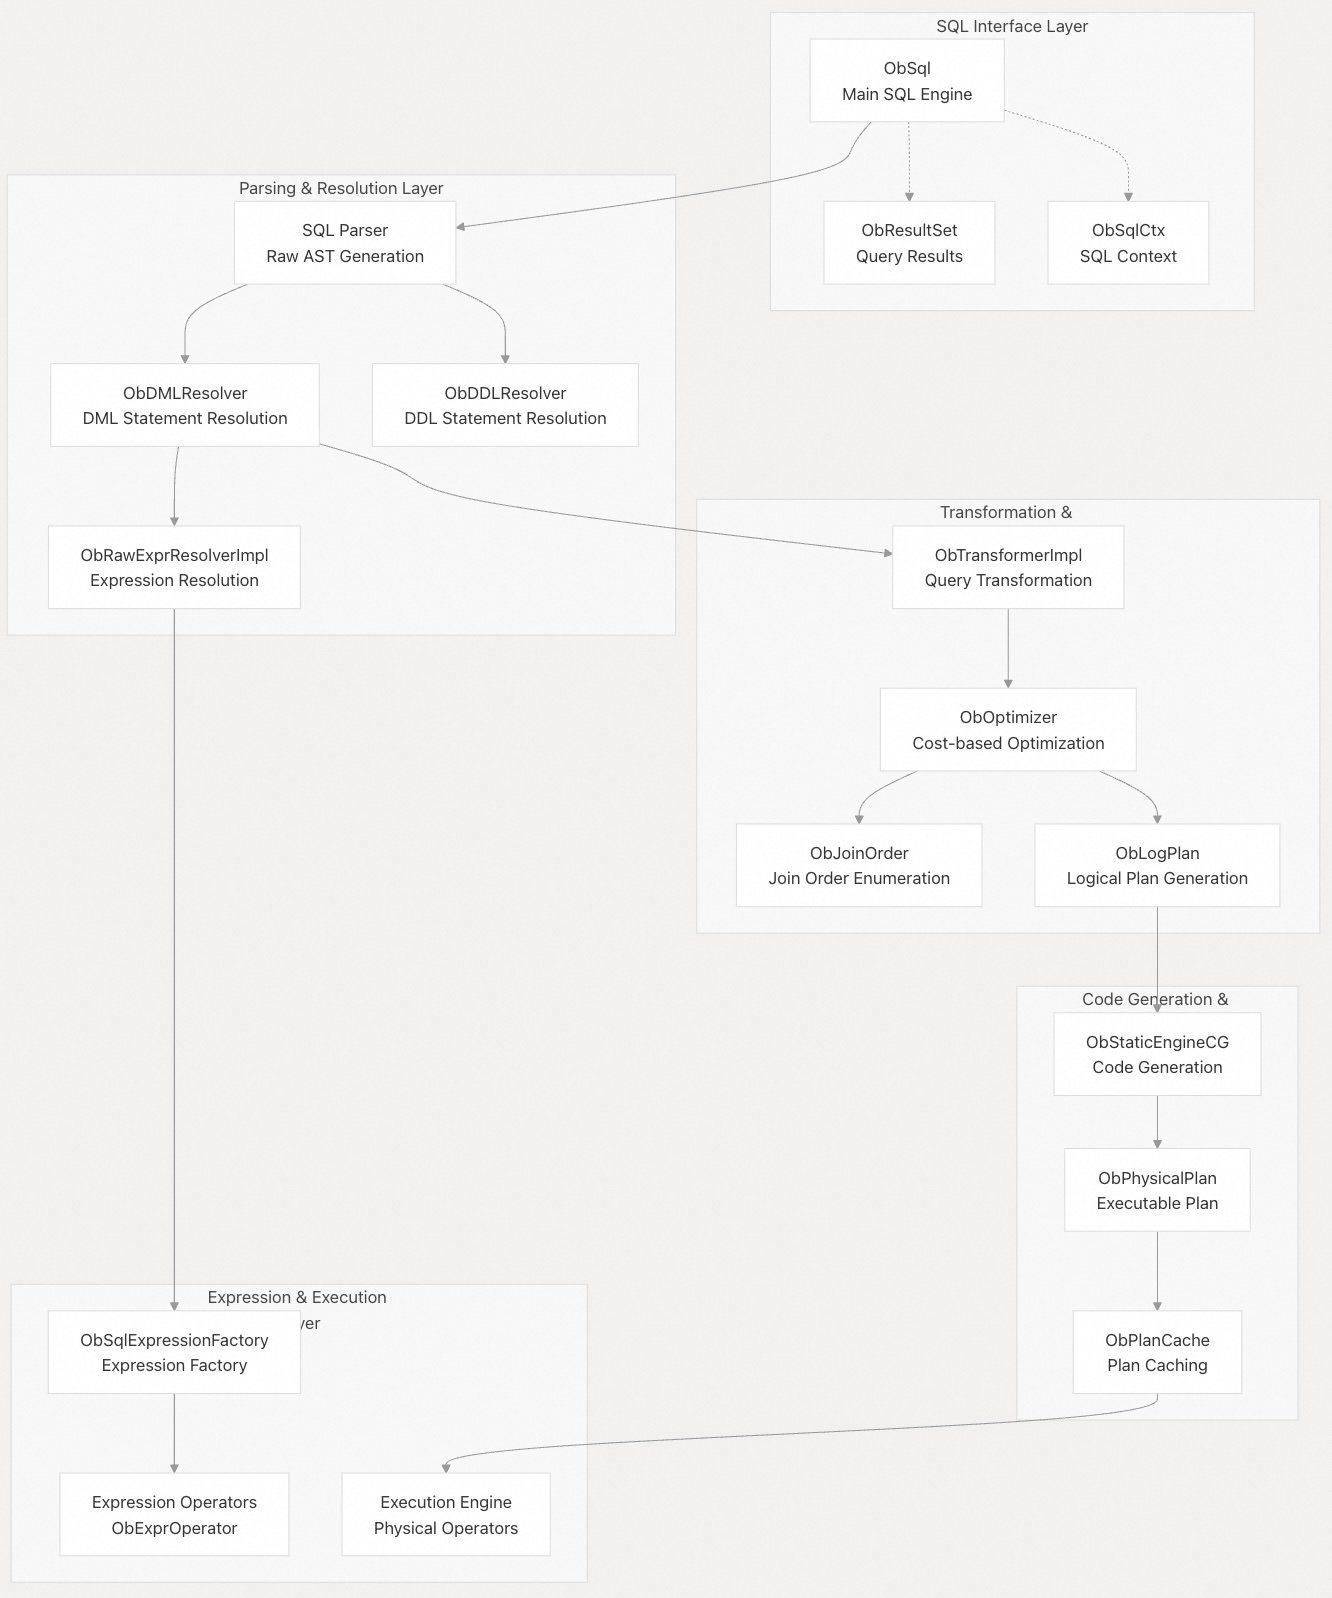 SQL Interface Layer
ObSql
Main SQL Engine
ObResultSet
Query Results
ObSqlCtx
SQL Context
Parsing & Resolution Layer
SQL Parser
Raw AST Generation
ObDMLResolver
DML Statement Resolution
ObDDLResolver
DDL Statement Resolution
ObRawExprResolverImpl
Expression Resolution
Transformation &
ObTransformerImpl
Query Transformation
ObOptimizer
Cost-based Optimization
ObJoinOrder
Join Order Enumeration
ObLogPlan
Logical Plan Generation
Code Generation &
ObStaticEngineCG
Code Generation
ObPhysicalPlan
Executable Plan
ObPlanCache
Plan Caching
Expression & Execution
yer
ObSqlExpressionFactory
Expression Factory
Expression Operators
ObExprOperator
Execution Engine
Physical Operators